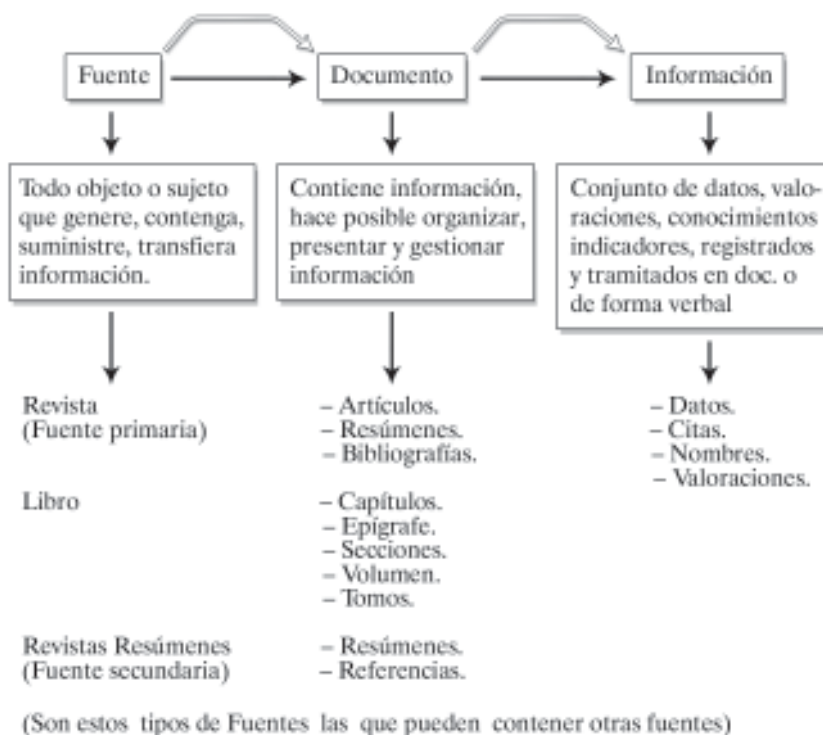 Fuente
Documento
Información
Todo objeto o sujeto
que genere, contenga,
suministre, transfiera
información.
Contiene información,
hace posible organizar,
presentar y gestionar
información
Conjunto de datos, valo-
raciones, conocimientos
indicadores, registrados
y tramitados en doc. o
de forma verbal
Revista
(Fuente primaria)
– Artículos.
– Resúmenes.
– Bibliografías.
– Datos.
– Citas.
– Nombres.
– Valoraciones.
Libro
– Capítulos.
– Epígrafe.
– Secciones.
– Volumen.
– Tomos.
Revistas Resúmenes
(Fuente secundaria)
– Resúmenes.
– Referencias.
(Son estos tipos de Fuentes las que pueden contener otras fuentes)